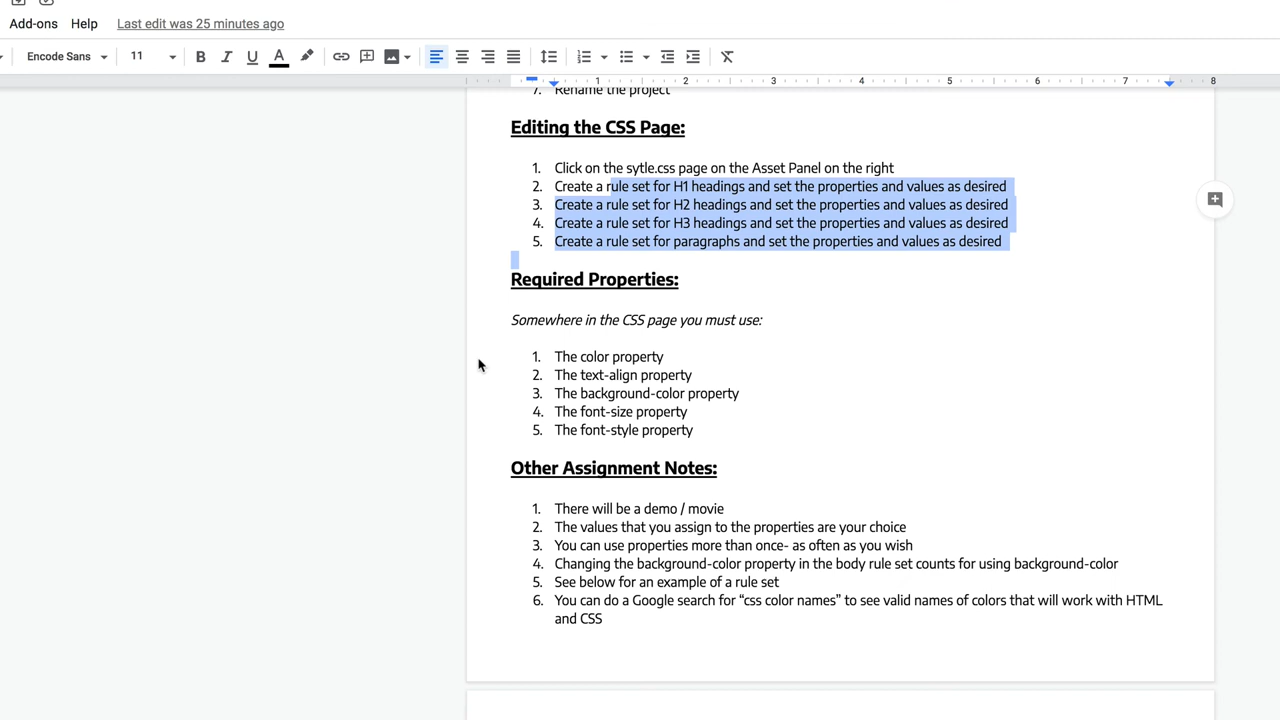 Add-ons Help Last edit was 25 minutes ago
Encode Sans 11 B I U A
1 2 3 4 5 6 7 8
7. Rename the project
Editing the CSS Page:
1. Click on the sytle.css page on the Asset Panel on the right
2. Create a rule set for H1 headings and set the properties and values as desired
3. Create a rule set for H2 headings and set the properties and values as desired
4. Create a rule set for H3 headings and set the properties and values as desired
5. Create a rule set for paragraphs and set the properties and values as desired
Required Properties:
Somewhere in the CSS page you must use:
1. The color property
2. The text-align property
3. The background-color property
4. The font-size property
5. The font-style property
Other Assignment Notes:
1. There will be a demo / movie
2. The values that you assign to the properties are your choice
3. You can use properties more than once- as often as you wish
4. Changing the background-color property in the body rule set counts for using background-color
5. See below for an example of a rule set
6. You can do a Google search for “css color names” to see valid names of colors that will work with HTML
and CSS